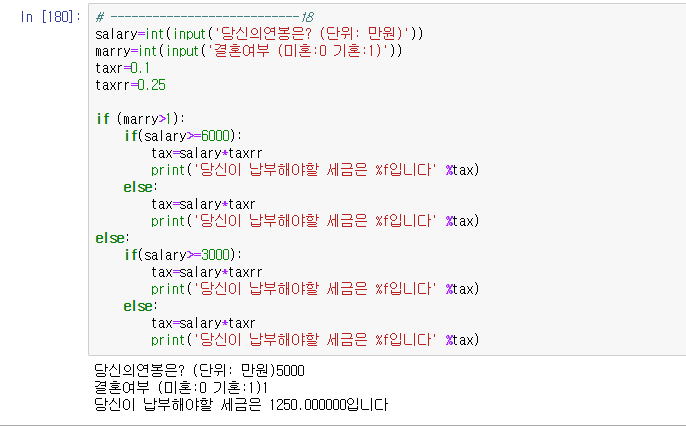 In [180]: # ---------------------------18
salary=int(input('당신의연봉은? (단위: 만원)'))
marry=int(input('결혼여부 (미혼:0 기혼:1)'))
taxr=0.1
taxrr=0.25
if (marry>1):
    if(salary>=6000):
        tax=salary*taxrr
        print('당신이 납부해야할 세금은 %f입니다' %tax)
    else:
        tax=salary*taxr
        print('당신이 납부해야할 세금은 %f입니다' %tax)
else:
    if(salary>=3000):
        tax=salary*taxrr
        print('당신이 납부해야할 세금은 %f입니다' %tax)
    else:
        tax=salary*taxr
        print('당신이 납부해야할 세금은 %f입니다' %tax)
당신의연봉은? (단위: 만원)5000
결혼여부 (미혼:0 기혼:1)1
당신이 납부해야할 세금은 1250.000000입니다